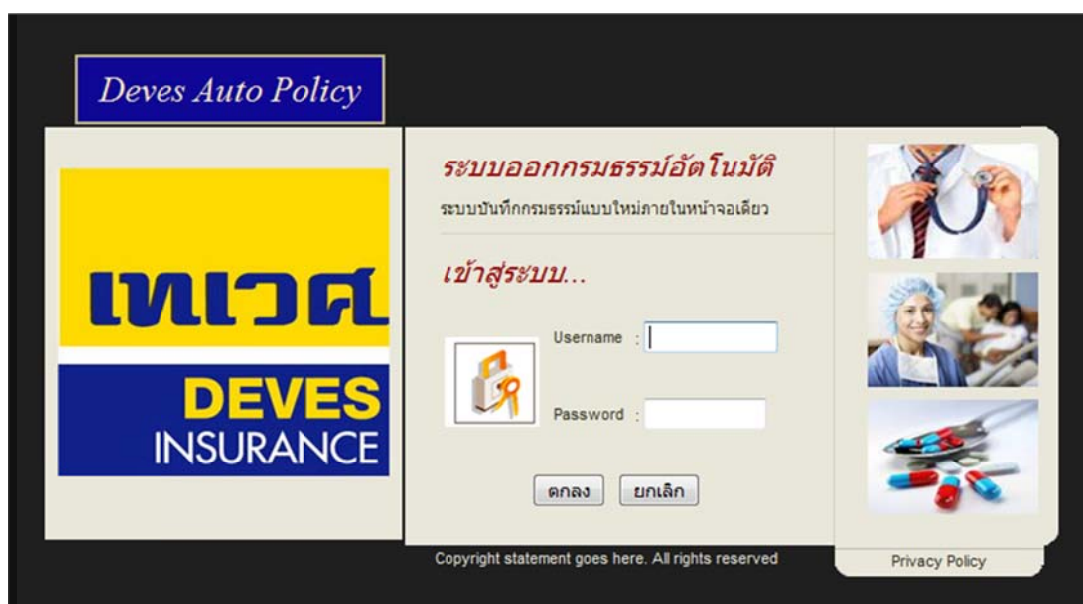 Deves Auto Policy
เทเวศ
DEVES
INSURANCE
ระบบออกกรมธรรม์อัตโนมัติ
ระบบบันทึกกรมธรรม์แบบใหม่ภายในหน้าจอเดียว
เข้าสู่ระบบ...
Username :
Password :
ตกลง ยกเลิก
Copyright statement goes here. All rights reserved
Privacy Policy